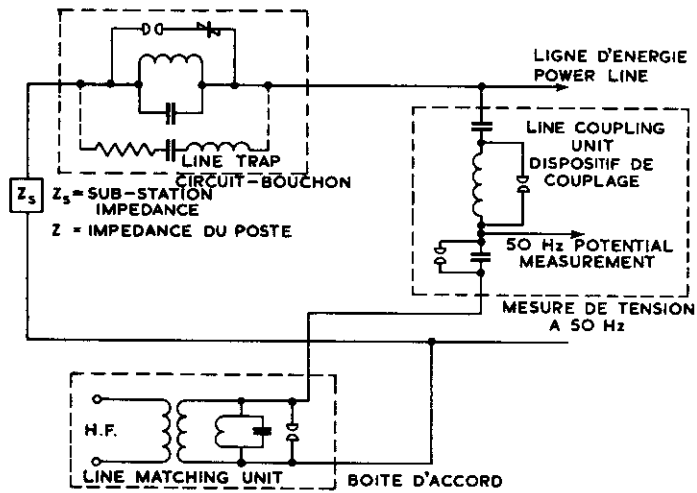 LIGNE D'ENERGIE
POWER LINE
LINE TRAP
CIRCUIT-BOUCHON
LINE COUPLING
UNIT
DISPOSITIF DE
COUPLAGE
Zs
Zs = SUB-STATION
IMPEDANCE
Z = IMPEDANCE DU POSTE
50 Hz POTENTIAL
MEASUREMENT
MESURE DE TENSION
A 50 Hz
H.F.
LINE MATCHING UNIT
BOITE D'ACCORD